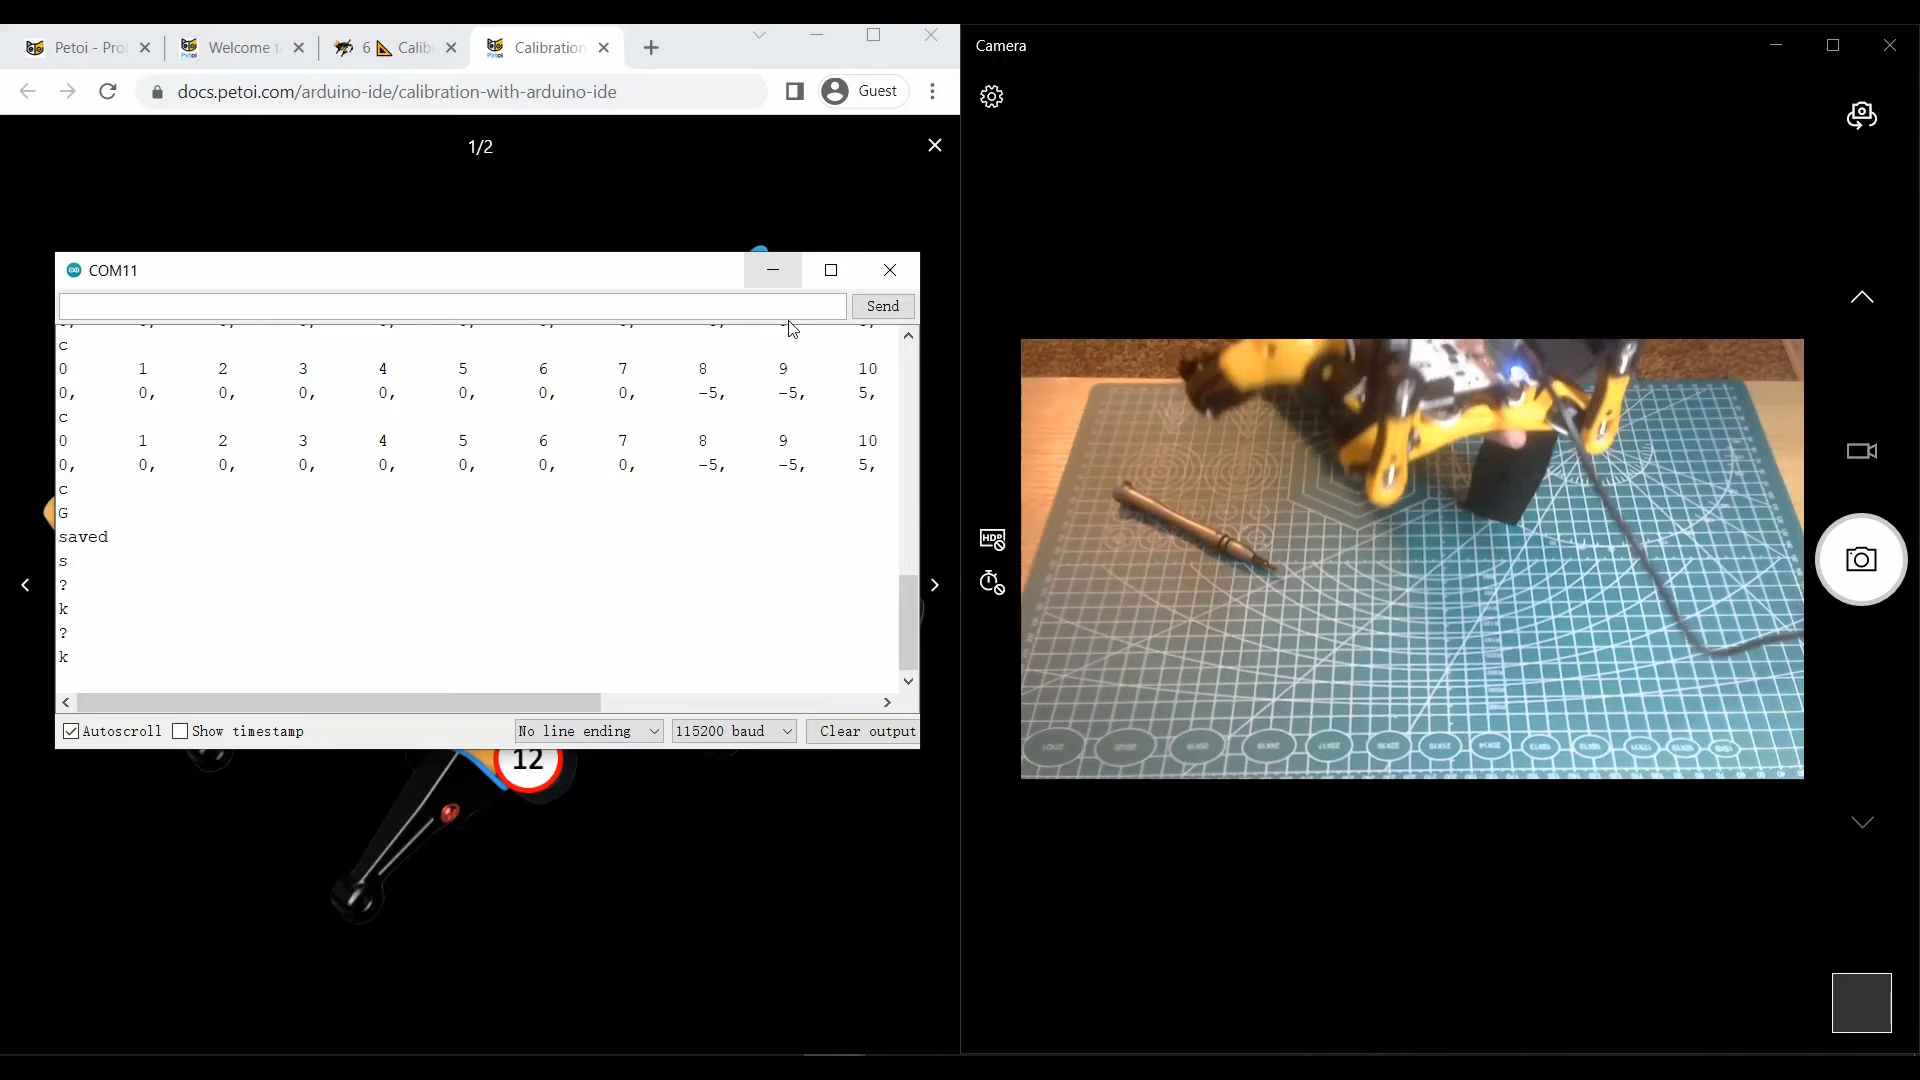 Petoi - Pro
Welcome t
6 Calib
Calibration
docs.petoi.com/arduino-ide/calibration-with-arduino-ide
Guest
1/2
COM11
Send
c
0 1 2 3 4 5 6 7 8 9 10
0, 0, 0, 0, 0, 0, 0, 0, -5, -5, 5,
c
0 1 2 3 4 5 6 7 8 9 10
0, 0, 0, 0, 0, 0, 0, 0, -5, -5, 5,
c
G
saved
s
?
k
?
k
Autoscroll Show timestamp No line ending 115200 baud Clear output
12
Camera
HDR